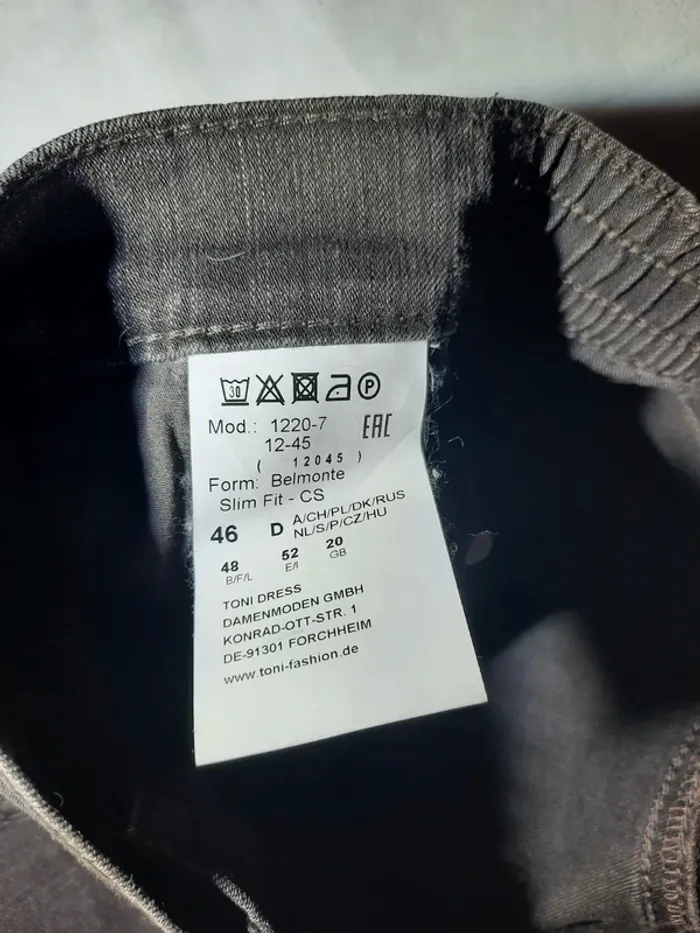 30 P
Mod.: 1220-7 EAC
12-45
( 12045 )
Form: Belmonte
Slim Fit - CS
46 D A/CH/PL/DK/RUS
NL/S/P/CZ/HU
48 52 20
B/F/L E/I GB
TONI DRESS
DAMENMODEN GMBH
KONRAD-OTT-STR. 1
DE-91301 FORCHHEIM
www.toni-fashion.de